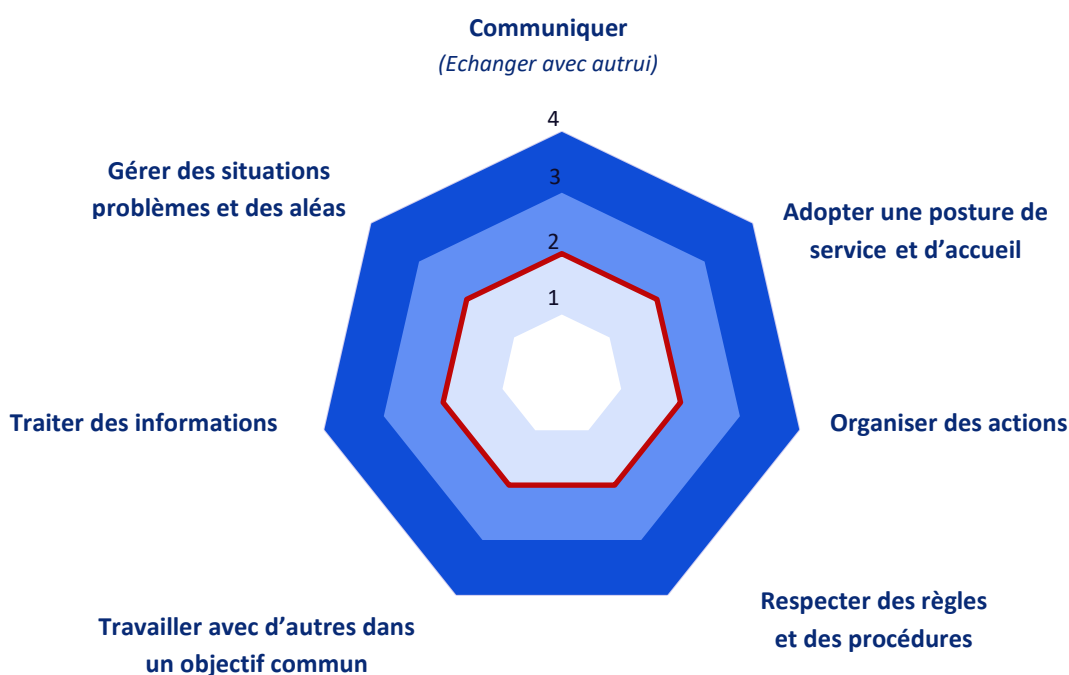 Communiquer
(Echanger avec autrui)
4
3
2
1
Gérer des situations
problèmes et des aléas
Adopter une posture de
service et d’accueil
Traiter des informations
Organiser des actions
Respecter des règles
et des procédures
Travailler avec d’autres dans
un objectif commun